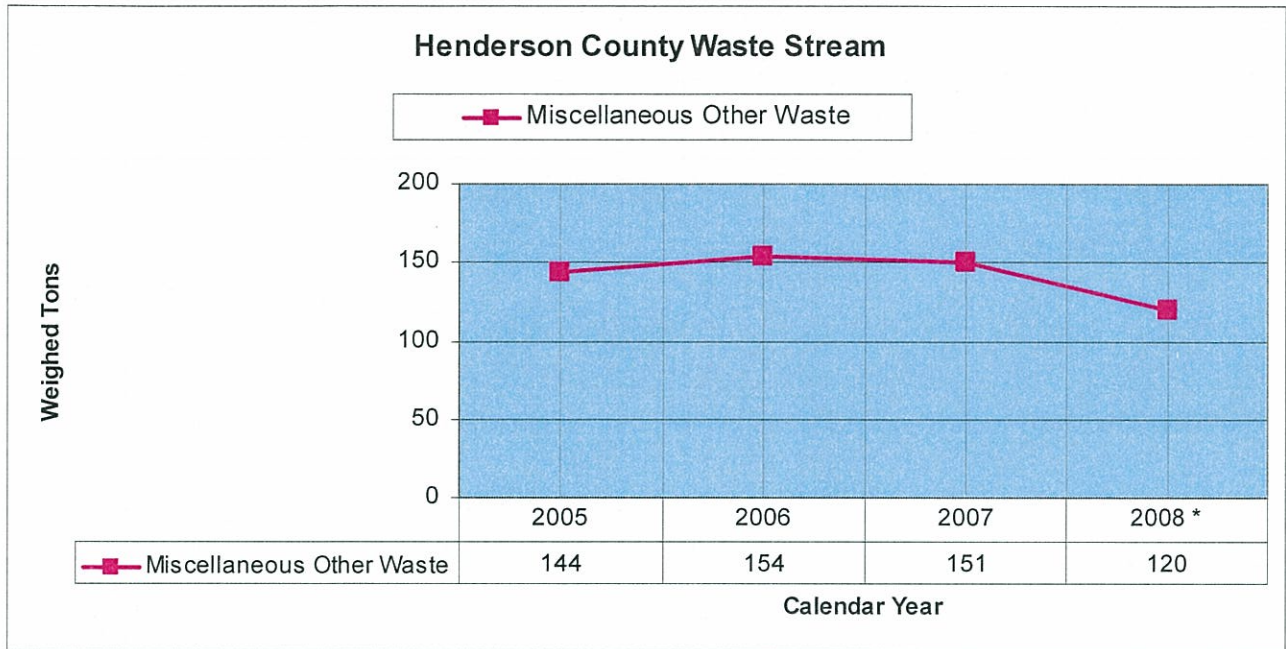 Henderson County Waste Stream
Miscellaneous Other Waste
200
150
100
50
0
Weighed Tons
2005 2006 2007 2008 *
Miscellaneous Other Waste 144 154 151 120
Calendar Year